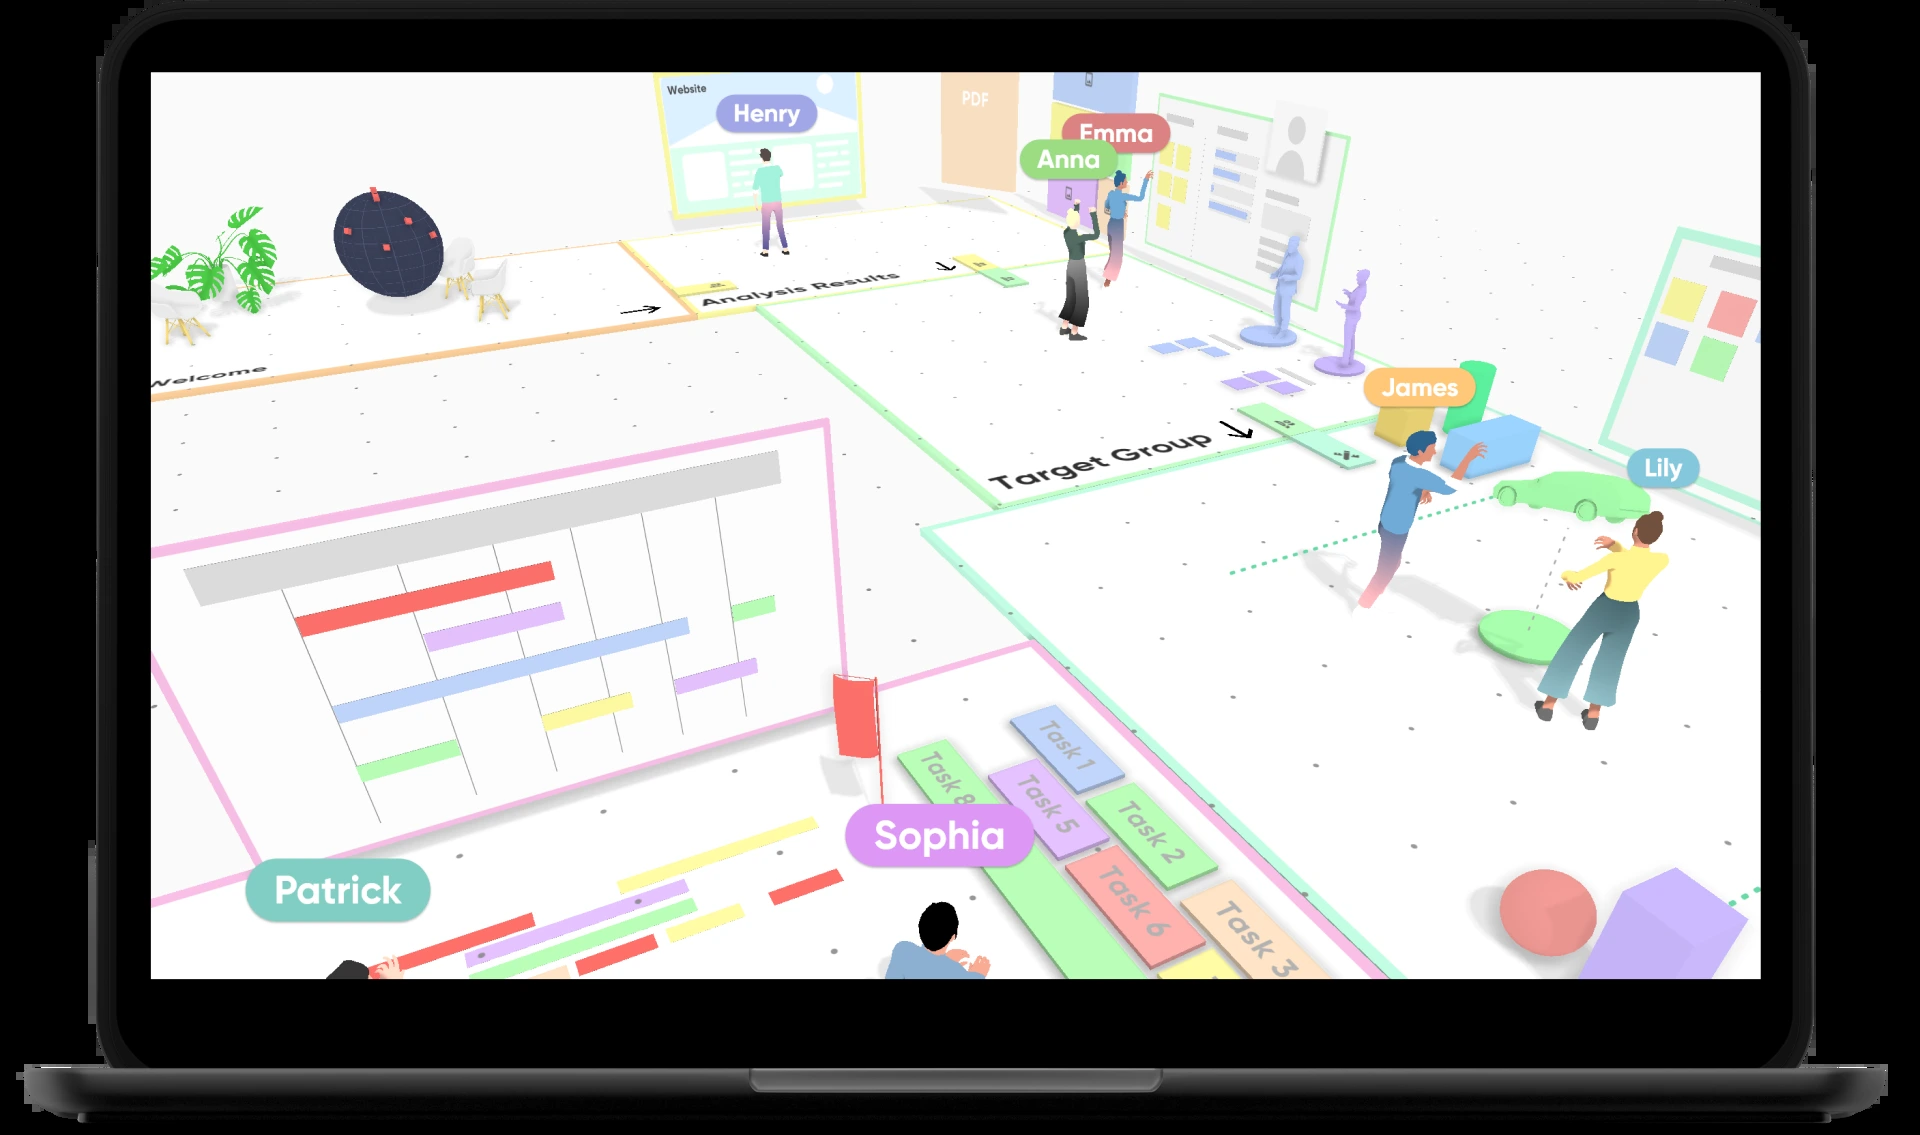 Website
Henry
PDF
Emma
Anna
Analysis Results
Welcome
James
Target Group
Lily
Task 1
Task 8
Task 5
Task 2
Sophia
Task 6
Patrick
Task 3